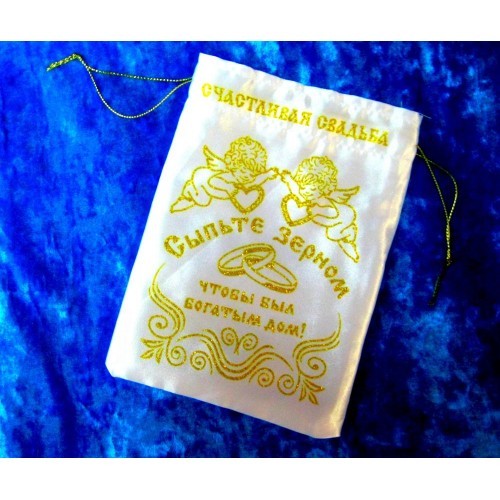 СЧАСТЛИВАЯ СВАДЬБА
Сыпьте Зерном
ЧТОБЫ БЫЛ
БОГАТЫМ ДОМ!